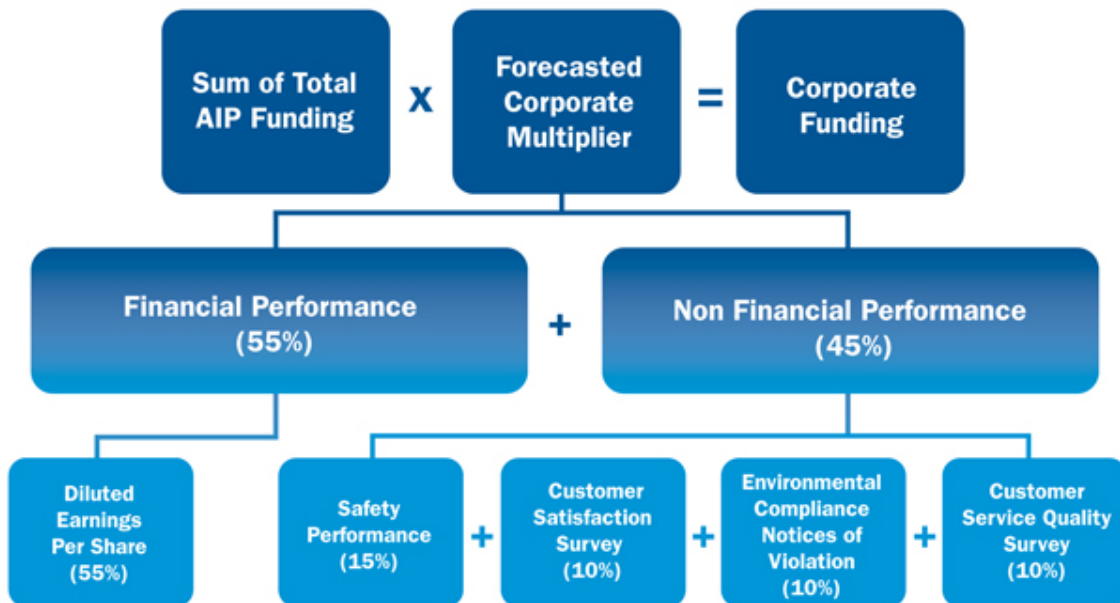 Sum of Total
AIP Funding
x
Forecasted
Corporate
Multiplier
=
Corporate
Funding
Financial Performance
(55%)
+
Non Financial Performance
(45%)
Diluted
Earnings
Per Share
(55%)
Safety
Performance
(15%)
+
Customer
Satisfaction
Survey
(10%)
+
Environmental
Compliance
Notices of
Violation
(10%)
+
Customer
Service Quality
Survey
(10%)